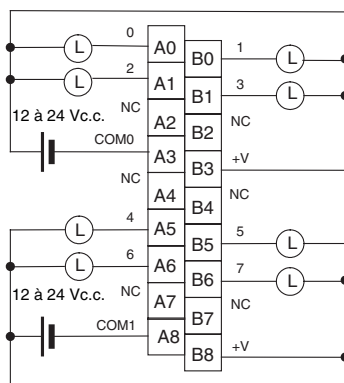 0 A0 B0 1
L L
2 A1 B1 3
L L
NC A2 B2 NC
12 à 24 Vc.c.
COM0 A3 B3 +V
NC A4 B4 NC
4 A5 B5 5
L L
6 A6 B6 7
L L
NC A7 B7 NC
12 à 24 Vc.c.
COM1 A8 B8 +V